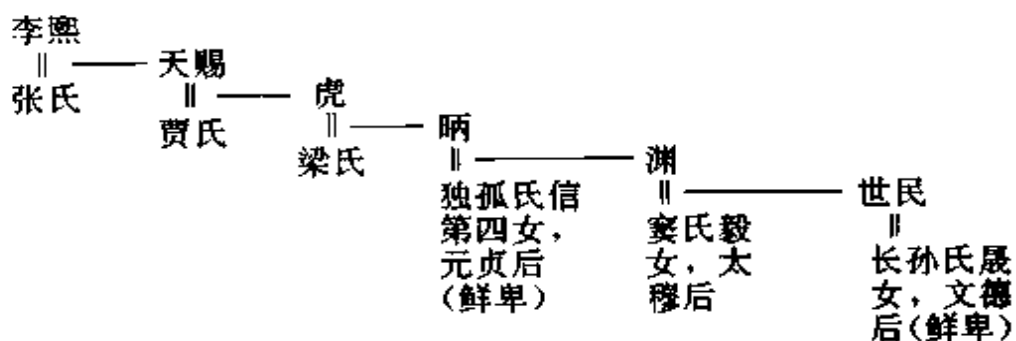 李熙
张氏
天赐
贾氏
虎
梁氏
昞
独孤氏信
第四女，
元贞后
（鲜卑）
渊
窦氏毅
女，太
穆后
世民
长孙氏晟
女，文德
后（鲜卑）